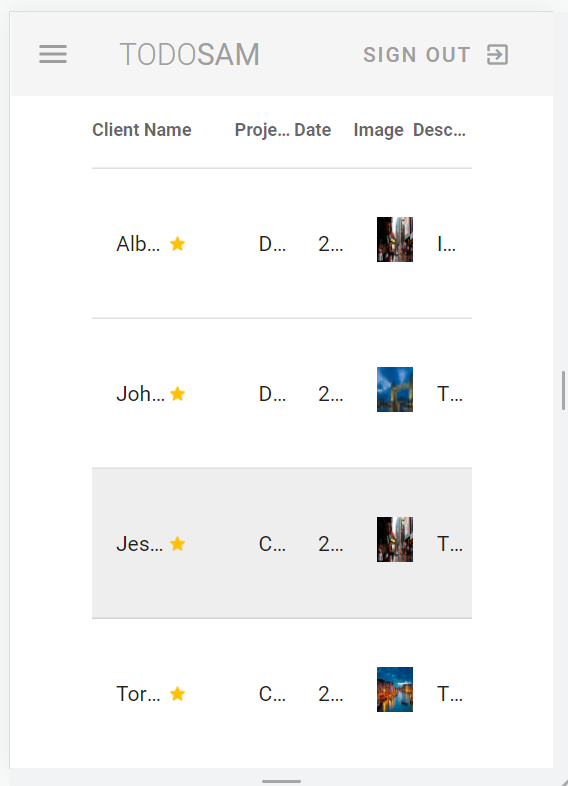 TODOSAM SIGN OUT
Client Name Proje... Date Image Desc...
Alb... D... 2... I...
Joh... D... 2... T...
Jes... C... 2... T...
Tor... C... 2... T...